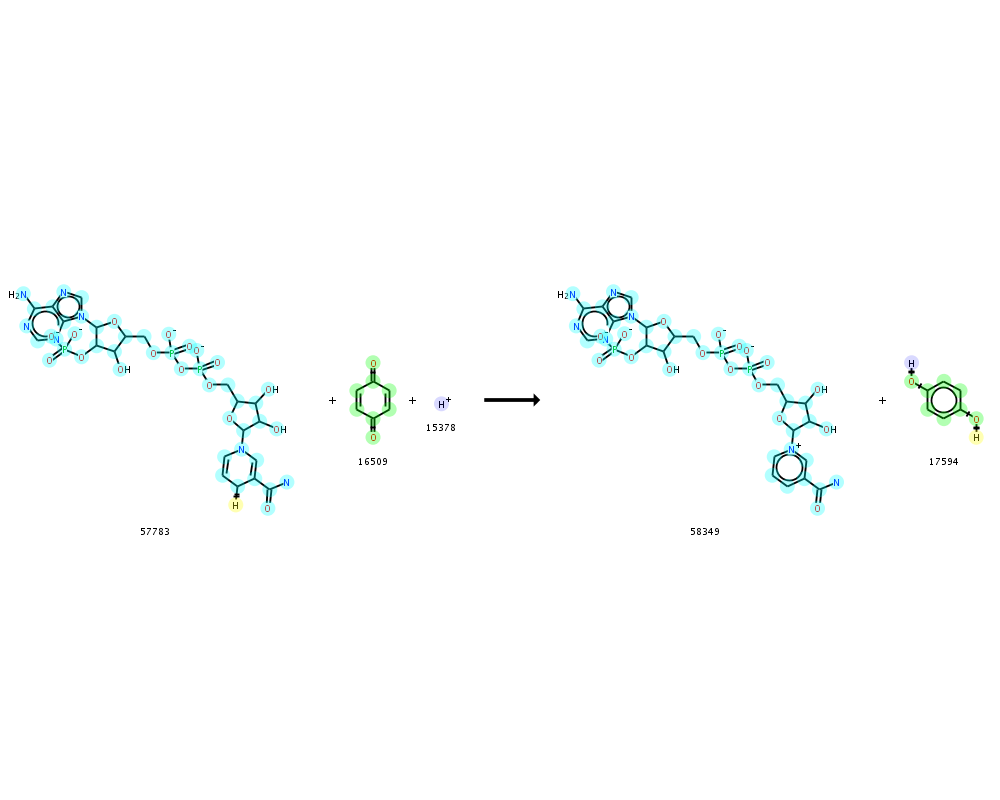 H₂N N N N N O O⁻ O⁻ P O O OH O O⁻ P O O⁻ O P O O O OH OH N H O N
57783
+
O O
16509
+
H⁺
15378
H₂N N N N N O O⁻ O⁻ P O O OH O O⁻ P O O⁻ O P O O O OH OH N⁺ O N
58349
+
H O O H
17594